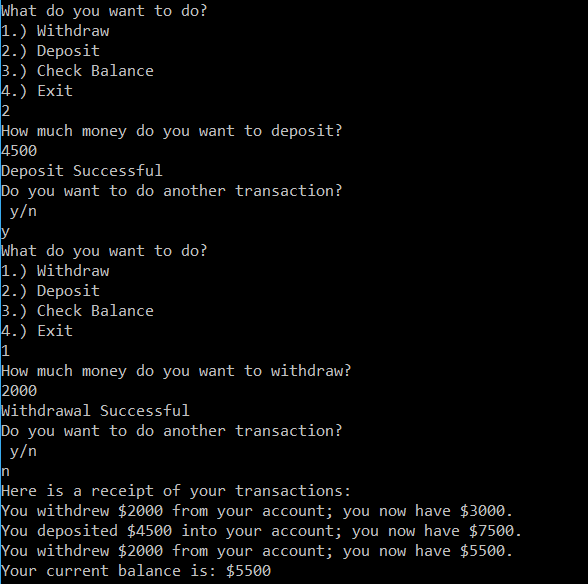 What do you want to do?
1.) Withdraw
2.) Deposit
3.) Check Balance
4.) Exit
2
How much money do you want to deposit?
4500
Deposit Successful
Do you want to do another transaction?
 y/n
y
What do you want to do?
1.) Withdraw
2.) Deposit
3.) Check Balance
4.) Exit
1
How much money do you want to withdraw?
2000
Withdrawal Successful
Do you want to do another transaction?
 y/n
n
Here is a receipt of your transactions:
You withdrew $2000 from your account; you now have $3000.
You deposited $4500 into your account; you now have $7500.
You withdrew $2000 from your account; you now have $5500.
Your current balance is: $5500